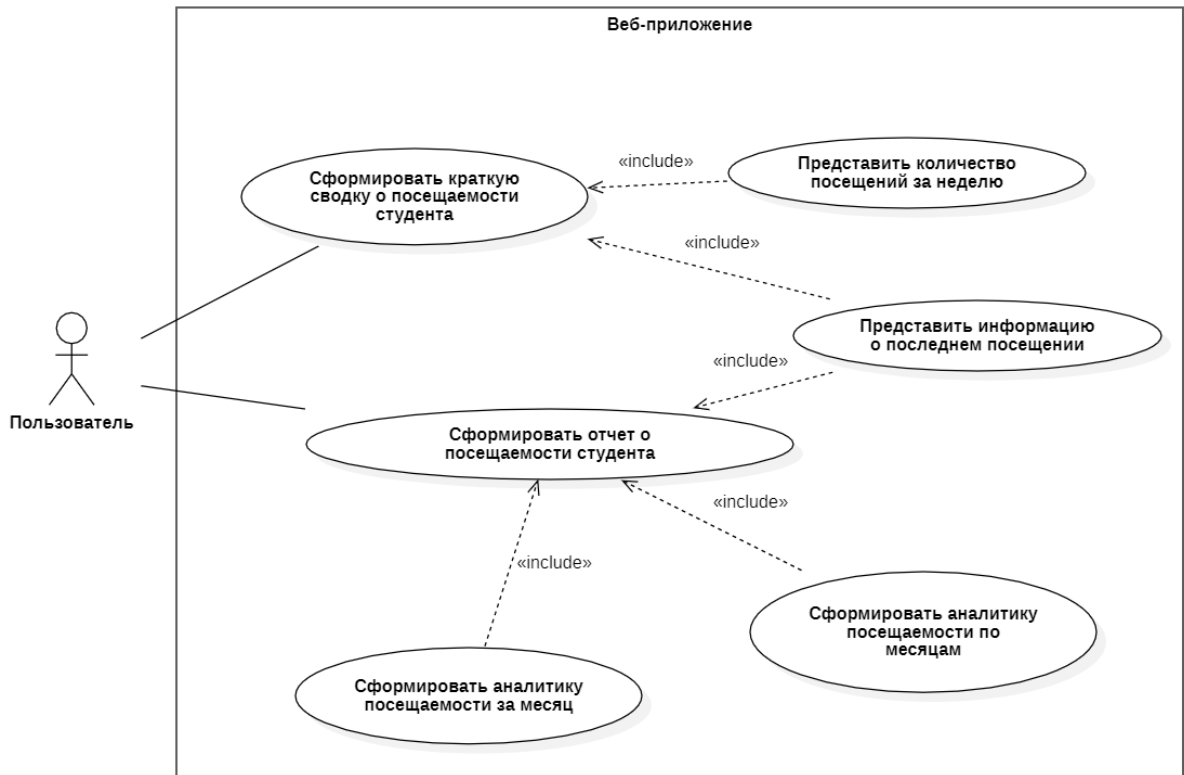 Веб-приложение
«include»
Представить количество
посещений за неделю
Сформировать краткую
сводку о посещаемости
студента
«include»
Представить информацию
о последнем посещении
«include»
Пользователь
Сформировать отчет о
посещаемости студента
«include»
«include»
Сформировать аналитику
посещаемости по
месяцам
Сформировать аналитику
посещаемости за месяц